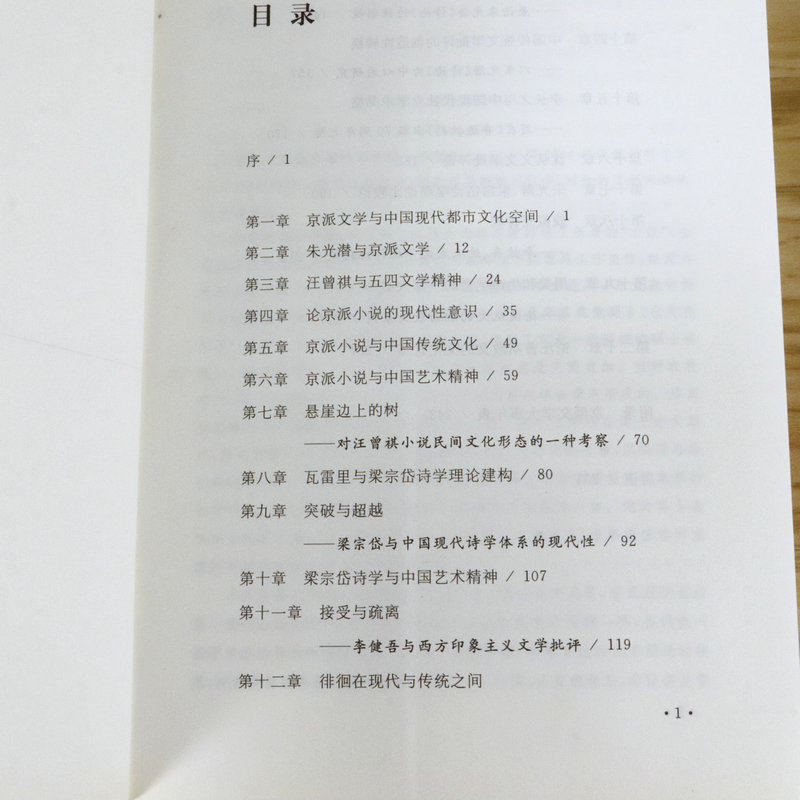 目录
序 / 1
第一章 京派文学与中国现代都市文化空间 / 1
第二章 朱光潜与京派文学 / 12
第三章 汪曾祺与五四文学精神 / 24
第四章 论京派小说的现代性意识 / 35
第五章 京派小说与中国传统文化 / 49
第六章 京派小说与中国艺术精神 / 59
第七章 悬崖边上的树
——对汪曾祺小说民间文化形态的一种考察 / 70
第八章 瓦雷里与梁宗岱诗学理论建构 / 80
第九章 突破与超越
——梁宗岱与中国现代诗学体系的现代性 / 92
第十章 梁宗岱诗学与中国艺术精神 / 107
第十一章 接受与疏离
——李健吾与西方印象主义文学批评 / 119
第十二章 徘徊在现代与传统之间
· 1 ·